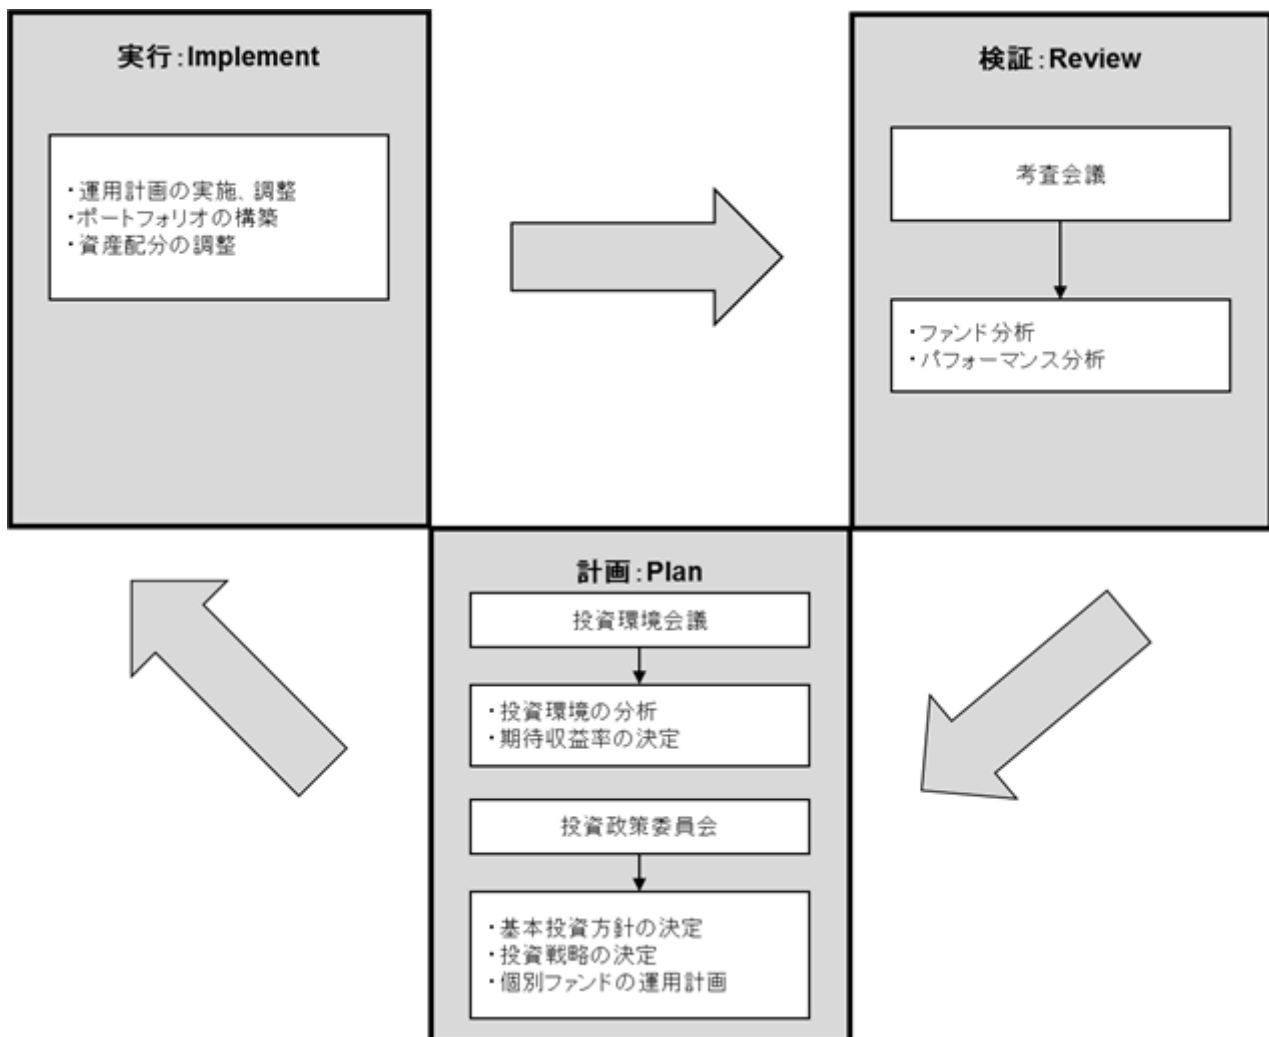 実行：Implement
・運用計画の実施、調整
・ポートフォリオの構築
・資産配分の調整
検証：Review
考査会議
・ファンド分析
・パフォーマンス分析
計画：Plan
投資環境会議
・投資環境の分析
・期待収益率の決定
投資政策委員会
・基本投資方針の決定
・投資戦略の決定
・個別ファンドの運用計画